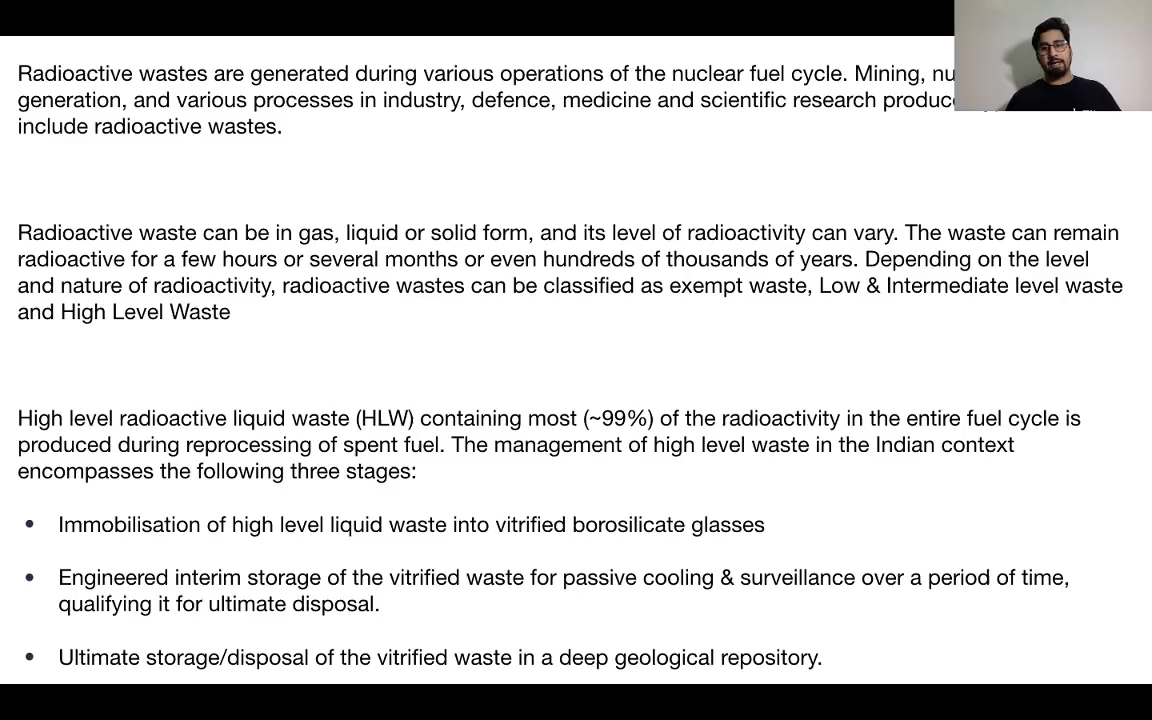 Radioactive wastes are generated during various operations of the nuclear fuel cycle. Mining,
generation, and various processes in industry, defence, medicine and scientific research
include radioactive wastes.
Radioactive waste can be in gas, liquid or solid form, and its level of radioactivity can vary. The waste can remain
radioactive for a few hours or several months or even hundreds of thousands of years. Depending on the level
and nature of radioactivity, radioactive wastes can be classified as exempt waste, Low & Intermediate level waste
and High Level Waste
High level radioactive liquid waste (HLW) containing most (~99%) of the radioactivity in the entire fuel cycle is
produced during reprocessing of spent fuel. The management of high level waste in the Indian context
encompasses the following three stages:
• Immobilisation of high level liquid waste into vitrified borosilicate glasses
• Engineered interim storage of the vitrified waste for passive cooling & surveillance over a period of time,
qualifying it for ultimate disposal.
• Ultimate storage/disposal of the vitrified waste in a deep geological repository.